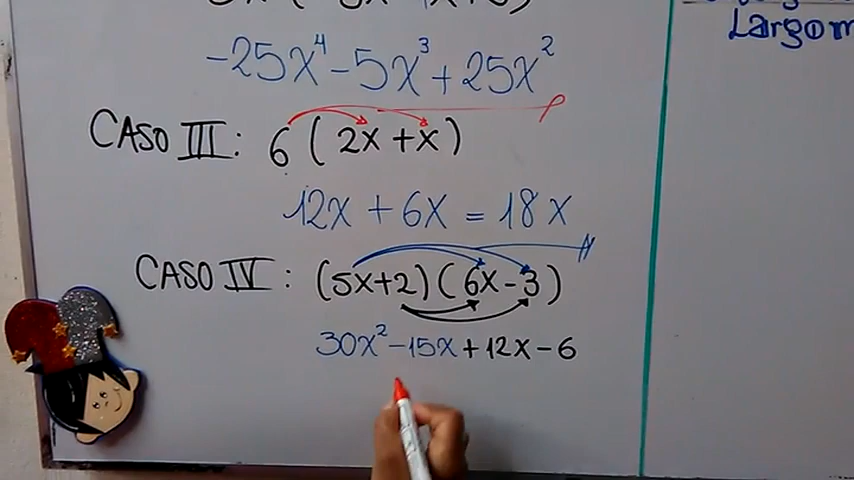 -25x⁴-5x³+25x²
CASO III: 6(2x+x)
12x+6x=18x
CASO IV: (5x+2)(6x-3)
30x²-15x+12x-6
Largom